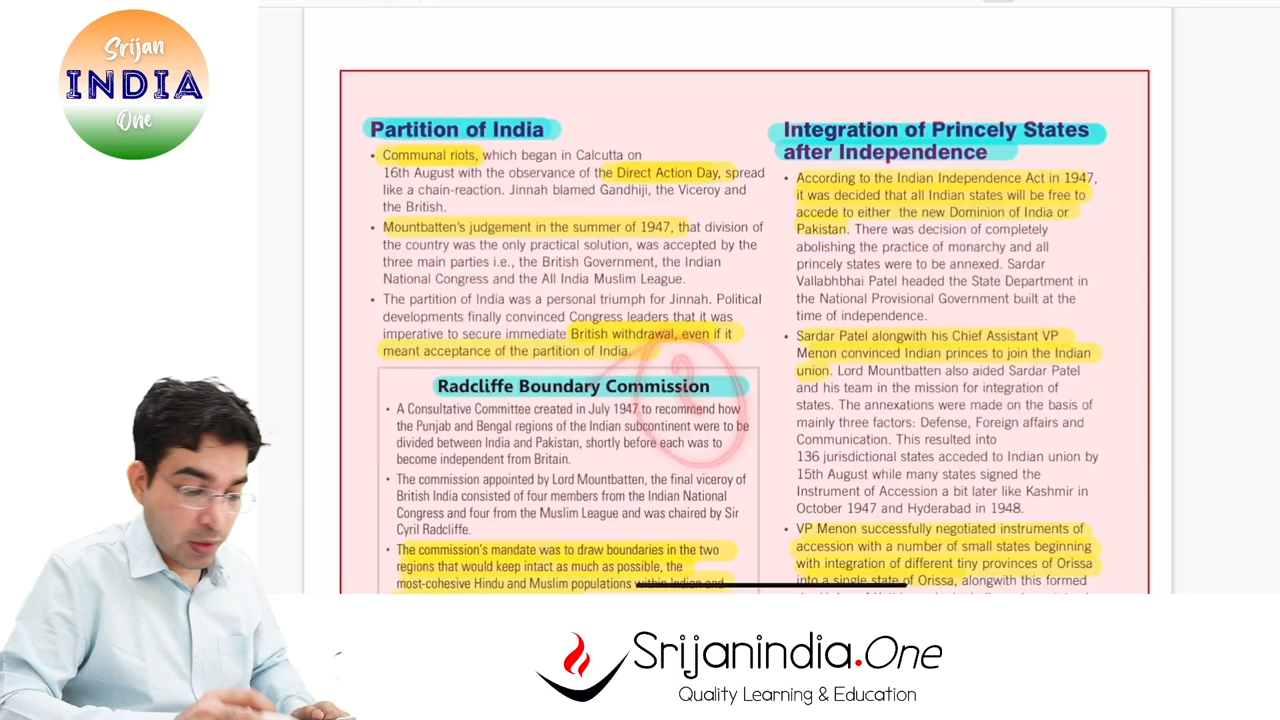 Srijan
INDIA
One
Partition of India
• Communal riots, which began in Calcutta on
16th August with the observance of the Direct Action Day, spread
like a chain-reaction. Jinnah blamed Gandhiji, the Viceroy and
the British.
• Mountbatten's judgement in the summer of 1947, that division of
the country was the only practical solution, was accepted by the
three main parties i.e., the British Government, the Indian
National Congress and the All India Muslim League.
• The partition of India was a personal triumph for Jinnah. Political
developments finally convinced Congress leaders that it was
imperative to secure immediate British withdrawal, even if it
meant acceptance of the partition of India.
Radcliffe Boundary Commission
• A Consultative Committee created in July 1947 to recommend how
the Punjab and Bengal regions of the Indian subcontinent were to be
divided between India and Pakistan, shortly before each was to
become independent from Britain.
• The commission appointed by Lord Mountbatten, the final viceroy of
British India consisted of four members from the Indian National
Congress and four from the Muslim League and was chaired by Sir
Cyril Radcliffe.
• The commission's mandate was to draw boundaries in the two
regions that would keep intact as much as possible, the
most-cohesive Hindu and Muslim populations within Indian and
Integration of Princely States
after Independence
• According to the Indian Independence Act in 1947,
it was decided that all Indian states will be free to
accede to either the new Dominion of India or
Pakistan. There was decision of completely
abolishing the practice of monarchy and all
princely states were to be annexed. Sardar
Vallabhbhai Patel headed the State Department in
the National Provisional Government built at the
time of independence.
• Sardar Patel alongwith his Chief Assistant VP
Menon convinced Indian princes to join the Indian
union. Lord Mountbatten also aided Sardar Patel
and his team in the mission for integration of
states. The annexations were made on the basis of
mainly three factors: Defense, Foreign affairs and
Communication. This resulted into
136 jurisdictional states acceded to Indian union by
15th August while many states signed the
Instrument of Accession a bit later like Kashmir in
October 1947 and Hyderabad in 1948.
• VP Menon successfully negotiated instruments of
accession with a number of small states beginning
with integration of different tiny provinces of Orissa
into a single state of Orissa, alongwith this formed
Srijanindia.One
Quality Learning & Education